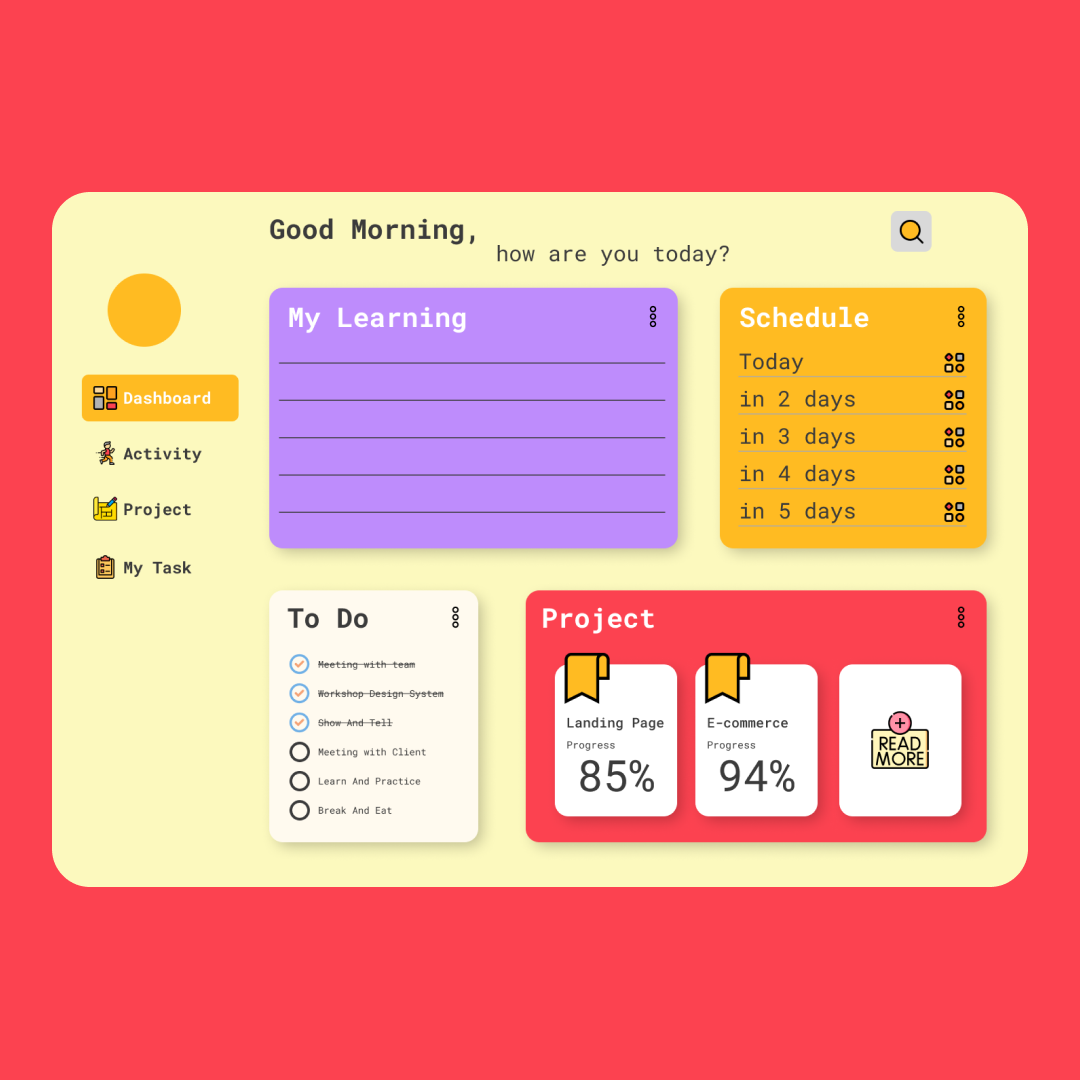 Good Morning,
how are you today?
Dashboard
Activity
Project
My Task
My Learning
Schedule
Today
in 2 days
in 3 days
in 4 days
in 5 days
To Do
Meeting with team
Workshop Design System
Show And Tell
Meeting with Client
Learn And Practice
Break And Eat
Project
Landing Page
Progress
85%
E-commerce
Progress
94%
READ
MORE